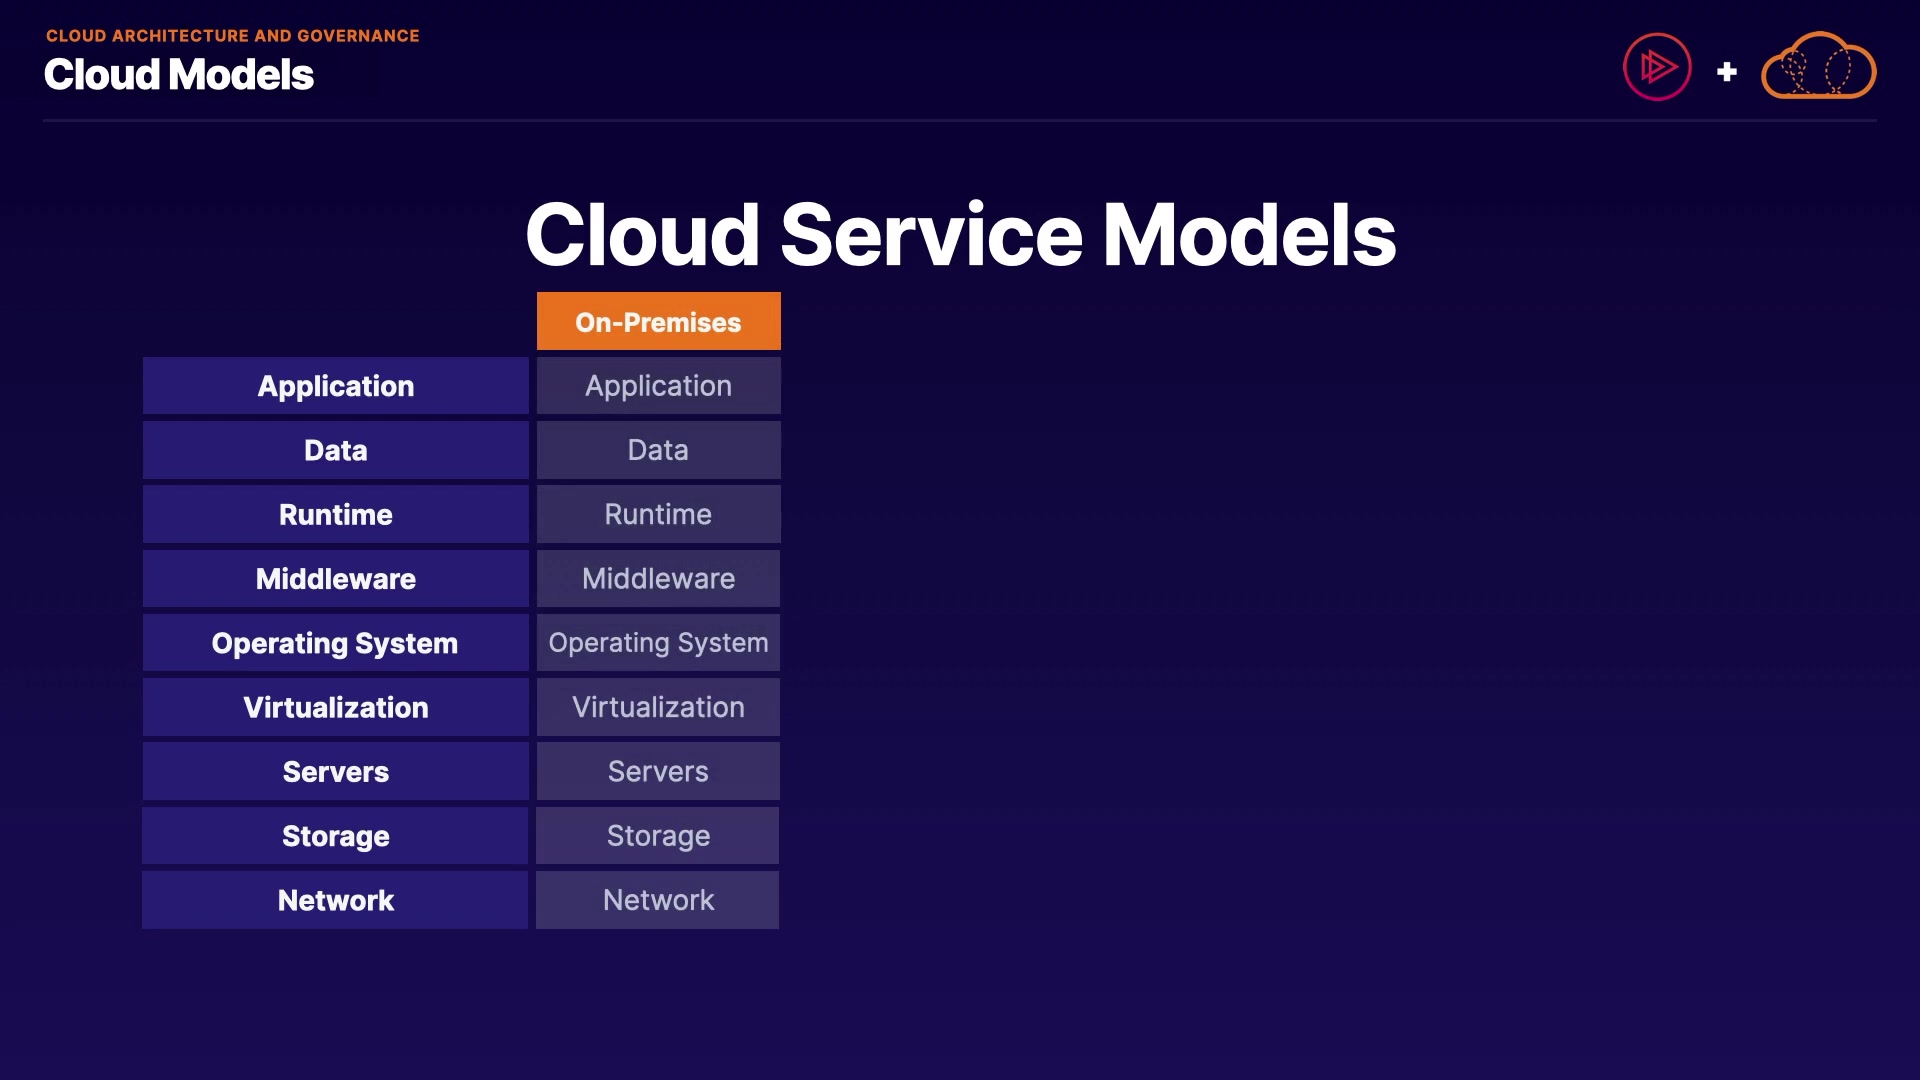 CLOUD ARCHITECTURE AND GOVERNANCE
Cloud Models
Cloud Service Models
On-Premises
Application Application
Data Data
Runtime Runtime
Middleware Middleware
Operating System Operating System
Virtualization Virtualization
Servers Servers
Storage Storage
Network Network